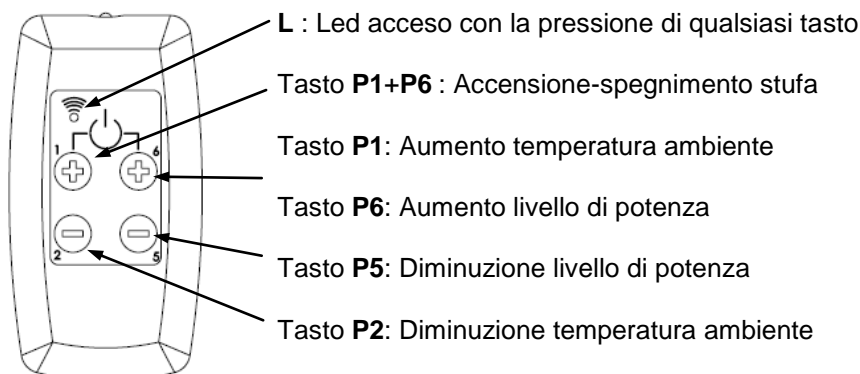 L : Led acceso con la pressione di qualsiasi tasto
Tasto P1+P6 : Accensione-spegnimento stufa
Tasto P1: Aumento temperatura ambiente
Tasto P6: Aumento livello di potenza
Tasto P5: Diminuzione livello di potenza
Tasto P2: Diminuzione temperatura ambiente
1 6
2 5